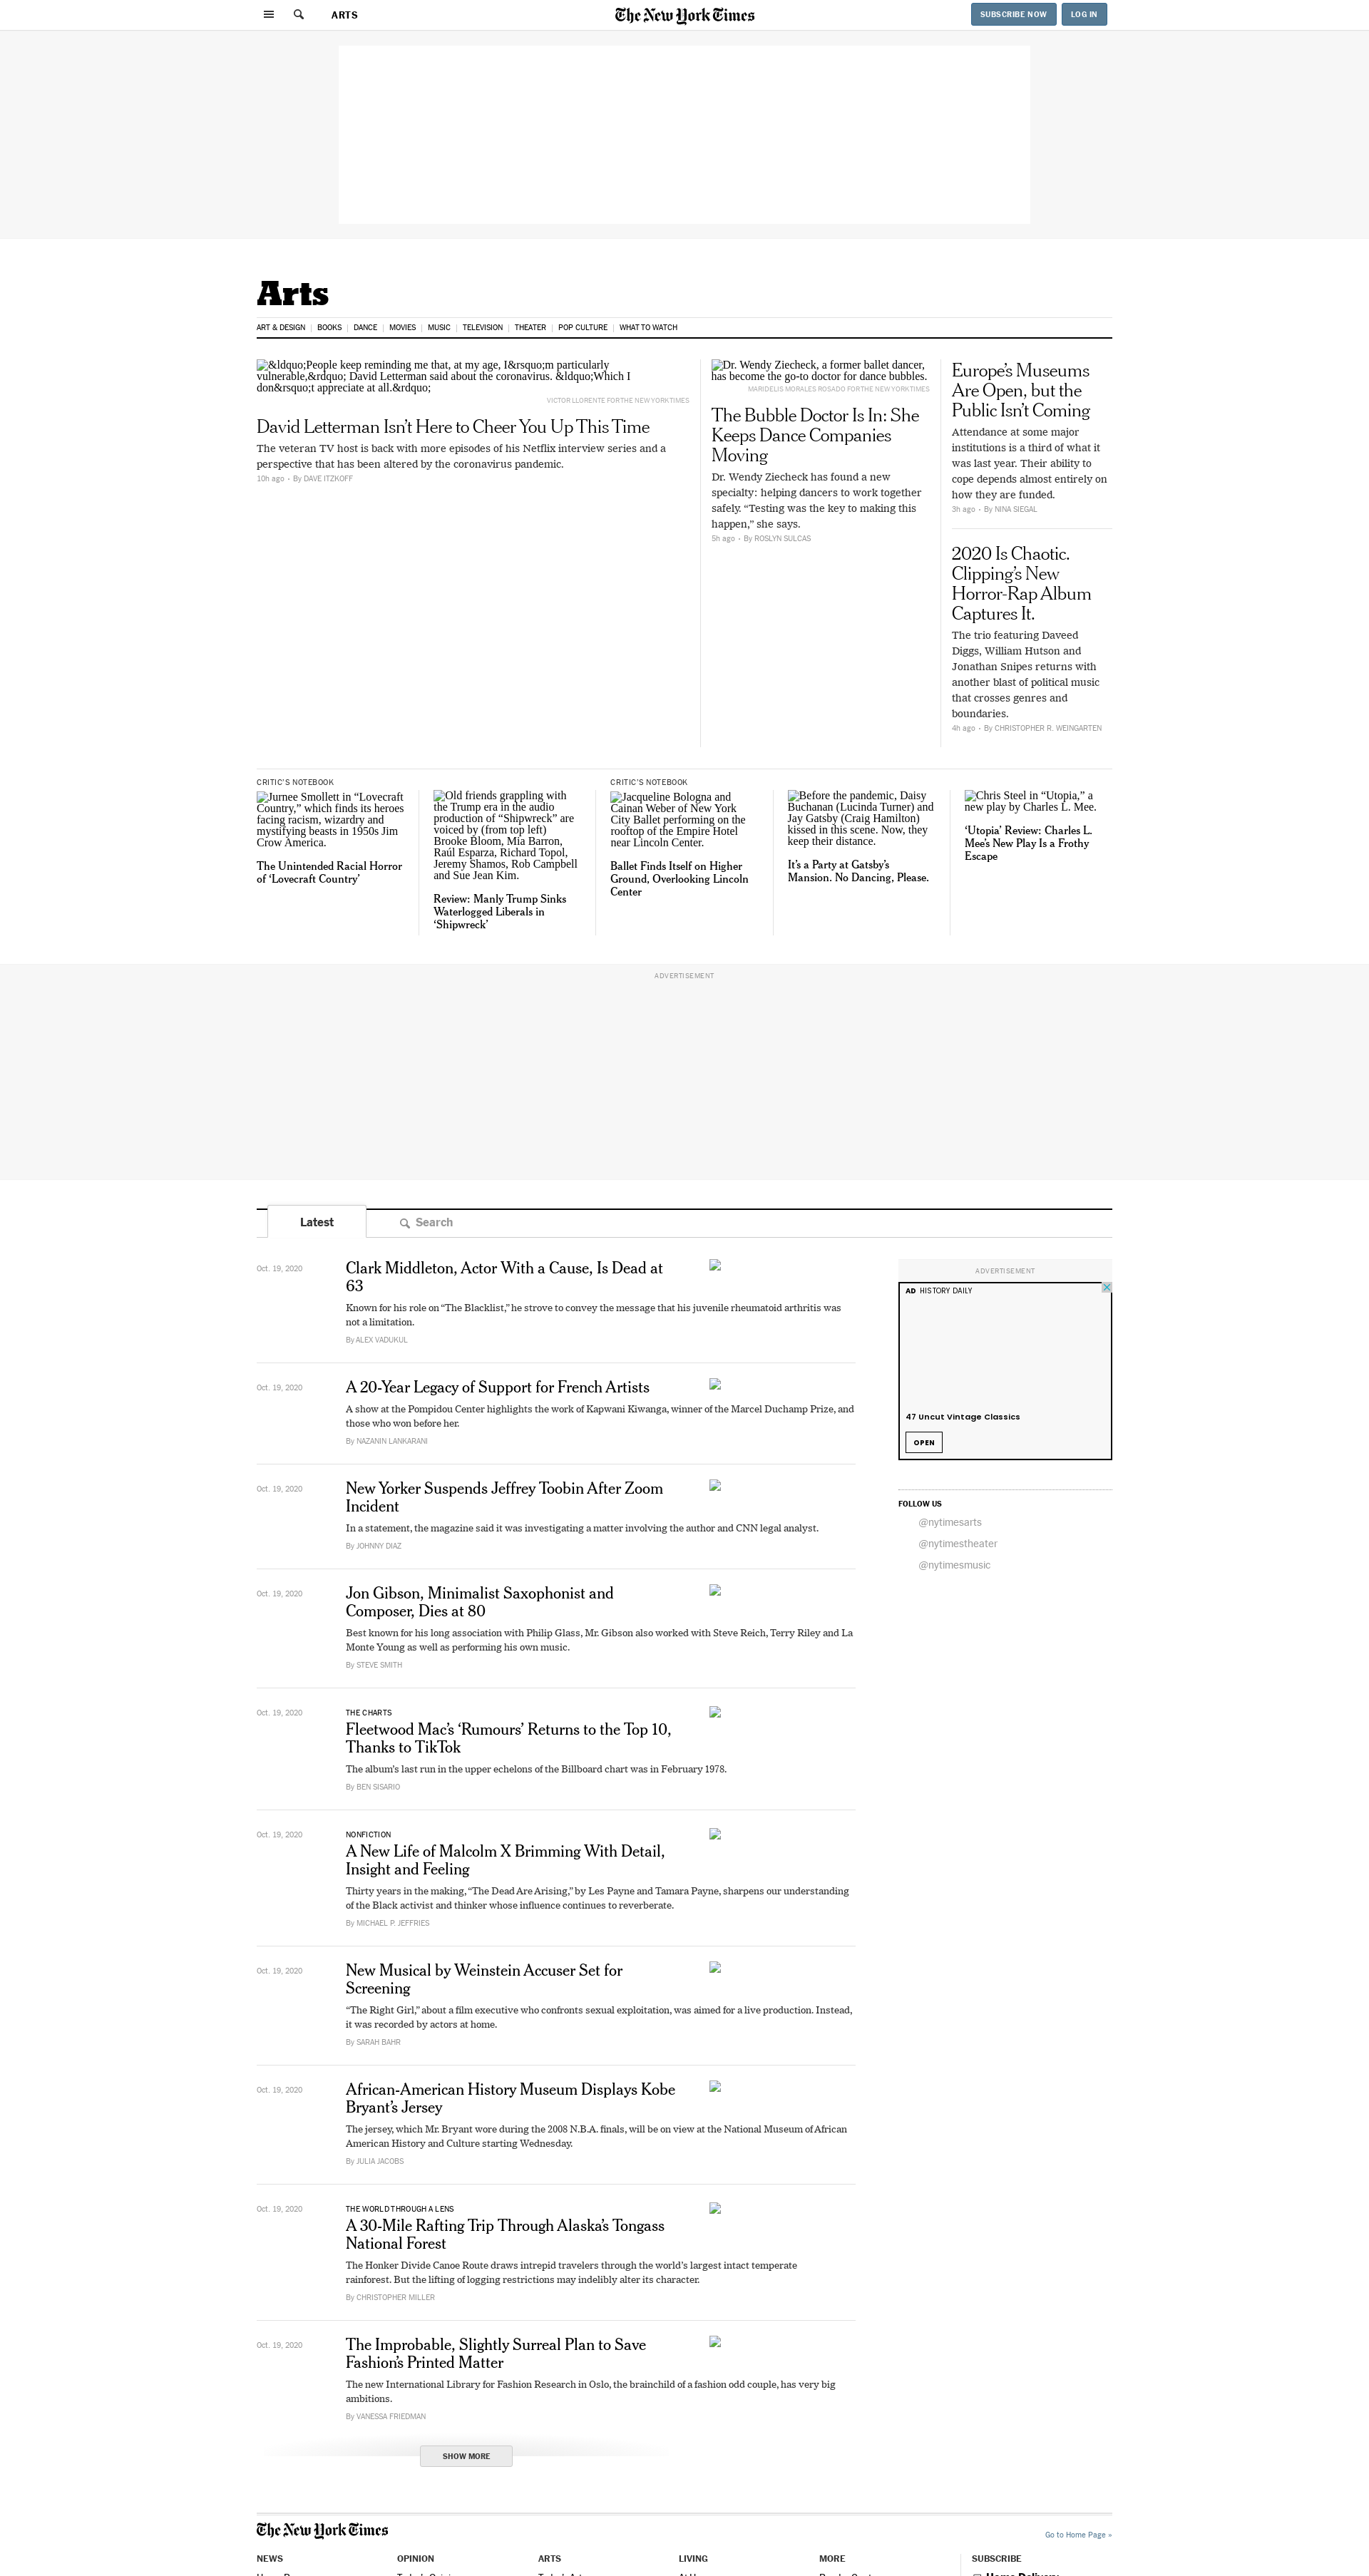 ARTS
The New York Times
SUBSCRIBE NOW
LOG IN
Arts
ART & DESIGN
BOOKS
DANCE
MOVIES
MUSIC
TELEVISION
THEATER
POP CULTURE
WHAT TO WATCH
&ldquo;People keep reminding me that, at my age, I&rsquo;m particularly
vulnerable,&rdquo; David Letterman said about the coronavirus. &ldquo;Which I
don&rsquo;t appreciate at all.&rdquo;
VICTOR LLORENTE FOR THE NEW YORK TIMES
David Letterman Isn’t Here to Cheer You Up This Time
The veteran TV host is back with more episodes of his Netflix interview series and a
perspective that has been altered by the coronavirus pandemic.
10h ago • By DAVE ITZKOFF
Dr. Wendy Ziecheck, a former ballet dancer,
has become the go-to doctor for dance bubbles.
MARIDELIS MORALES ROSADO FOR THE NEW YORK TIMES
The Bubble Doctor Is In: She
Keeps Dance Companies
Moving
Dr. Wendy Ziecheck has found a new
specialty: helping dancers to work together
safely. “Testing was the key to making this
happen,” she says.
5h ago • By ROSLYN SULCAS
Europe’s Museums
Are Open, but the
Public Isn’t Coming
Attendance at some major
institutions is a third of what it
was last year. Their ability to
cope depends almost entirely on
how they are funded.
3h ago • By NINA SIEGAL
2020 Is Chaotic.
Clipping’s New
Horror-Rap Album
Captures It.
The trio featuring Daveed
Diggs, William Hutson and
Jonathan Snipes returns with
another blast of political music
that crosses genres and
boundaries.
4h ago • By CHRISTOPHER R. WEINGARTEN
CRITIC’S NOTEBOOK
Jurnee Smollett in “Lovecraft
Country,” which finds its heroes
facing racism, wizardry and
mystifying beasts in 1950s Jim
Crow America.
The Unintended Racial Horror
of ‘Lovecraft Country’
Old friends grappling with
the Trump era in the audio
production of “Shipwreck” are
voiced by (from top left)
Brooke Bloom, Mia Barron,
Raúl Esparza, Richard Topol,
Jeremy Shamos, Rob Campbell
and Sue Jean Kim.
Review: Manly Trump Sinks
Waterlogged Liberals in
‘Shipwreck’
CRITIC’S NOTEBOOK
Jacqueline Bologna and
Cainan Weber of New York
City Ballet performing on the
rooftop of the Empire Hotel
near Lincoln Center.
Ballet Finds Itself on Higher
Ground, Overlooking Lincoln
Center
Before the pandemic, Daisy
Buchanan (Lucinda Turner) and
Jay Gatsby (Craig Hamilton)
kissed in this scene. Now, they
keep their distance.
It’s a Party at Gatsby’s
Mansion. No Dancing, Please.
Chris Steel in “Utopia,” a
new play by Charles L. Mee.
‘Utopia’ Review: Charles L.
Mee’s New Play Is a Frothy
Escape
ADVERTISEMENT
Latest
Search
Oct. 19, 2020
Clark Middleton, Actor With a Cause, Is Dead at
63
Known for his role on “The Blacklist,” he strove to convey the message that his juvenile rheumatoid arthritis was
not a limitation.
By ALEX VADUKUL
Oct. 19, 2020
A 20-Year Legacy of Support for French Artists
A show at the Pompidou Center highlights the work of Kapwani Kiwanga, winner of the Marcel Duchamp Prize, and
those who won before her.
By NAZANIN LANKARANI
Oct. 19, 2020
New Yorker Suspends Jeffrey Toobin After Zoom
Incident
In a statement, the magazine said it was investigating a matter involving the author and CNN legal analyst.
By JOHNNY DIAZ
Oct. 19, 2020
Jon Gibson, Minimalist Saxophonist and
Composer, Dies at 80
Best known for his long association with Philip Glass, Mr. Gibson also worked with Steve Reich, Terry Riley and La
Monte Young as well as performing his own music.
By STEVE SMITH
Oct. 19, 2020
THE CHARTS
Fleetwood Mac’s ‘Rumours’ Returns to the Top 10,
Thanks to TikTok
The album’s last run in the upper echelons of the Billboard chart was in February 1978.
By BEN SISARIO
Oct. 19, 2020
NONFICTION
A New Life of Malcolm X Brimming With Detail,
Insight and Feeling
Thirty years in the making, “The Dead Are Arising,” by Les Payne and Tamara Payne, sharpens our understanding
of the Black activist and thinker whose influence continues to reverberate.
By MICHAEL P. JEFFRIES
Oct. 19, 2020
New Musical by Weinstein Accuser Set for
Screening
“The Right Girl,” about a film executive who confronts sexual exploitation, was aimed for a live production. Instead,
it was recorded by actors at home.
By SARAH BAHR
Oct. 19, 2020
African-American History Museum Displays Kobe
Bryant’s Jersey
The jersey, which Mr. Bryant wore during the 2008 N.B.A. finals, will be on view at the National Museum of African
American History and Culture starting Wednesday.
By JULIA JACOBS
Oct. 19, 2020
THE WORLD THROUGH A LENS
A 30-Mile Rafting Trip Through Alaska’s Tongass
National Forest
The Honker Divide Canoe Route draws intrepid travelers through the world’s largest intact temperate
rainforest. But the lifting of logging restrictions may indelibly alter its character.
By CHRISTOPHER MILLER
Oct. 19, 2020
The Improbable, Slightly Surreal Plan to Save
Fashion’s Printed Matter
The new International Library for Fashion Research in Oslo, the brainchild of a fashion odd couple, has very big
ambitions.
By VANESSA FRIEDMAN
SHOW MORE
ADVERTISEMENT
AD HISTORY DAILY
47 Uncut Vintage Classics
OPEN
FOLLOW US
@nytimesarts
@nytimestheater
@nytimesmusic
The New York Times
Go to Home Page »
NEWS
OPINION
ARTS
LIVING
MORE
SUBSCRIBE